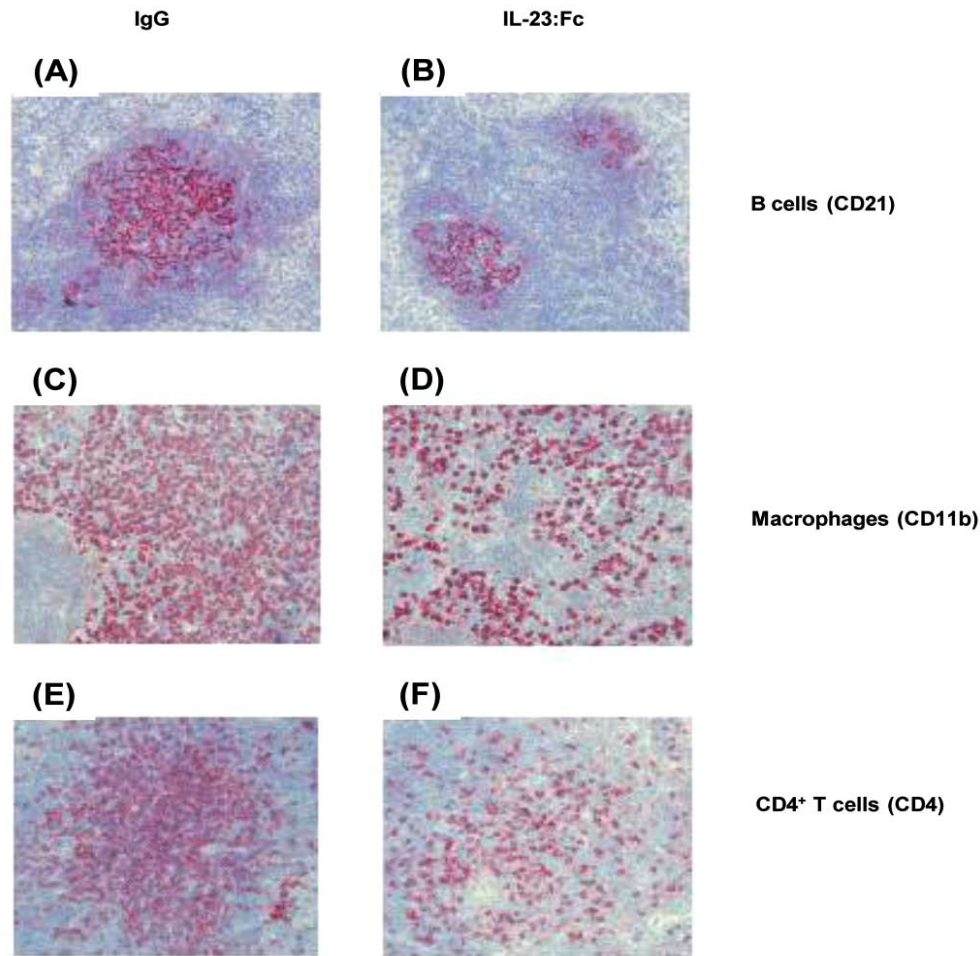 IgG
IL-23:Fc
(A)
(B)
B cells (CD21)
(C)
(D)
Macrophages (CD11b)
(E)
(F)
CD4⁺ T cells (CD4)